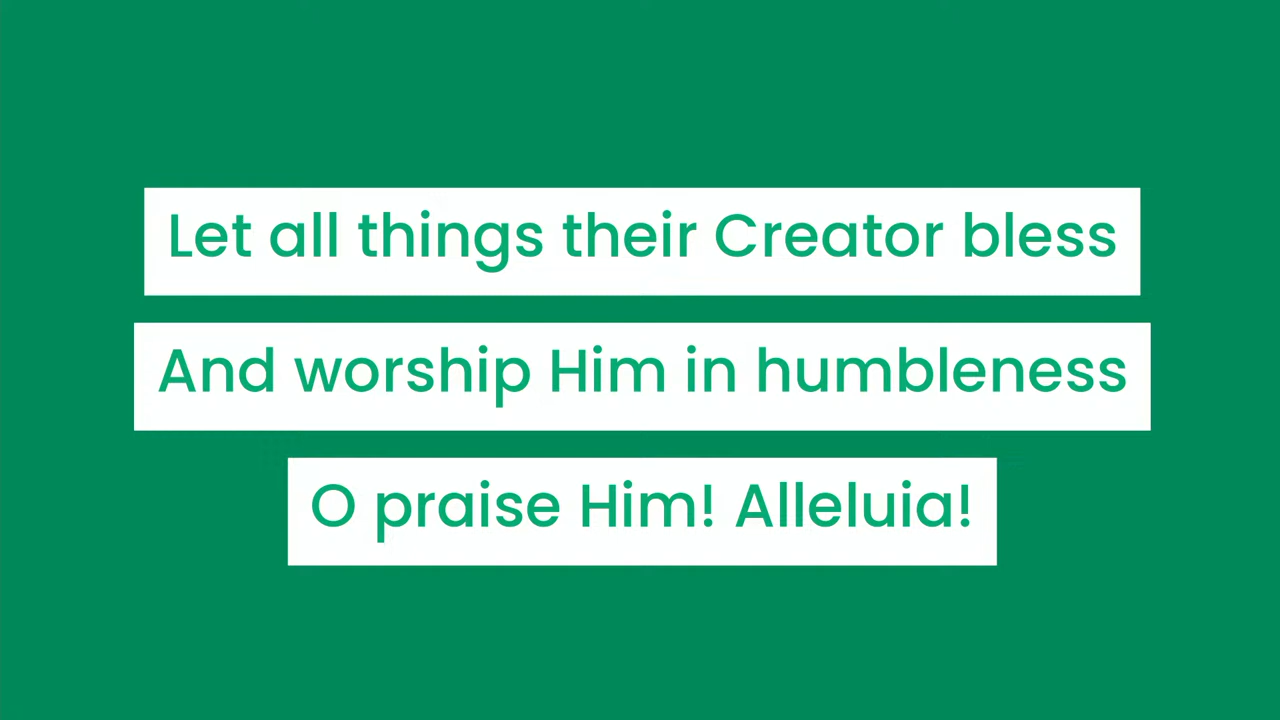 Let all things their Creator bless
And worship Him in humbleness
O praise Him! Alleluia!